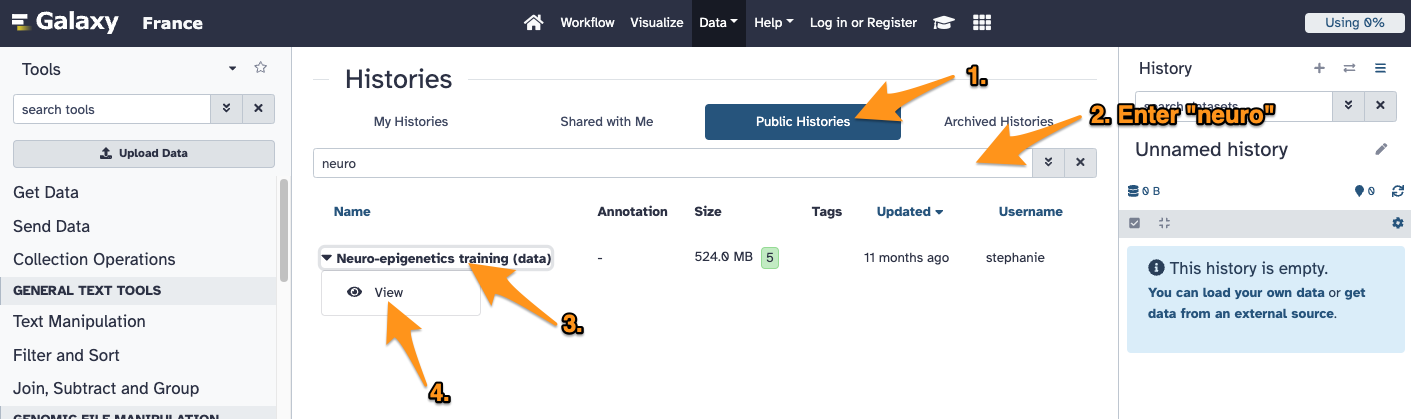 Galaxy France Workflow Visualize Data Help Log in or Register Using 0%
Tools
search tools
Upload Data
Get Data
Send Data
Collection Operations
GENERAL TEXT TOOLS
Text Manipulation
Filter and Sort
Join, Subtract and Group
GENOMIC FILE MANIPULATION
Histories
1.
My Histories Shared with Me Public Histories Archived Histories
2. Enter "neuro"
neuro
Name Annotation Size Tags Updated Username
Neuro-epigenetics training (data) - 524.0 MB 5 11 months ago stephanie
View
3.
4.
History
search datasets
Unnamed history
0 B 0
This history is empty.
You can load your own data or get
data from an external source.